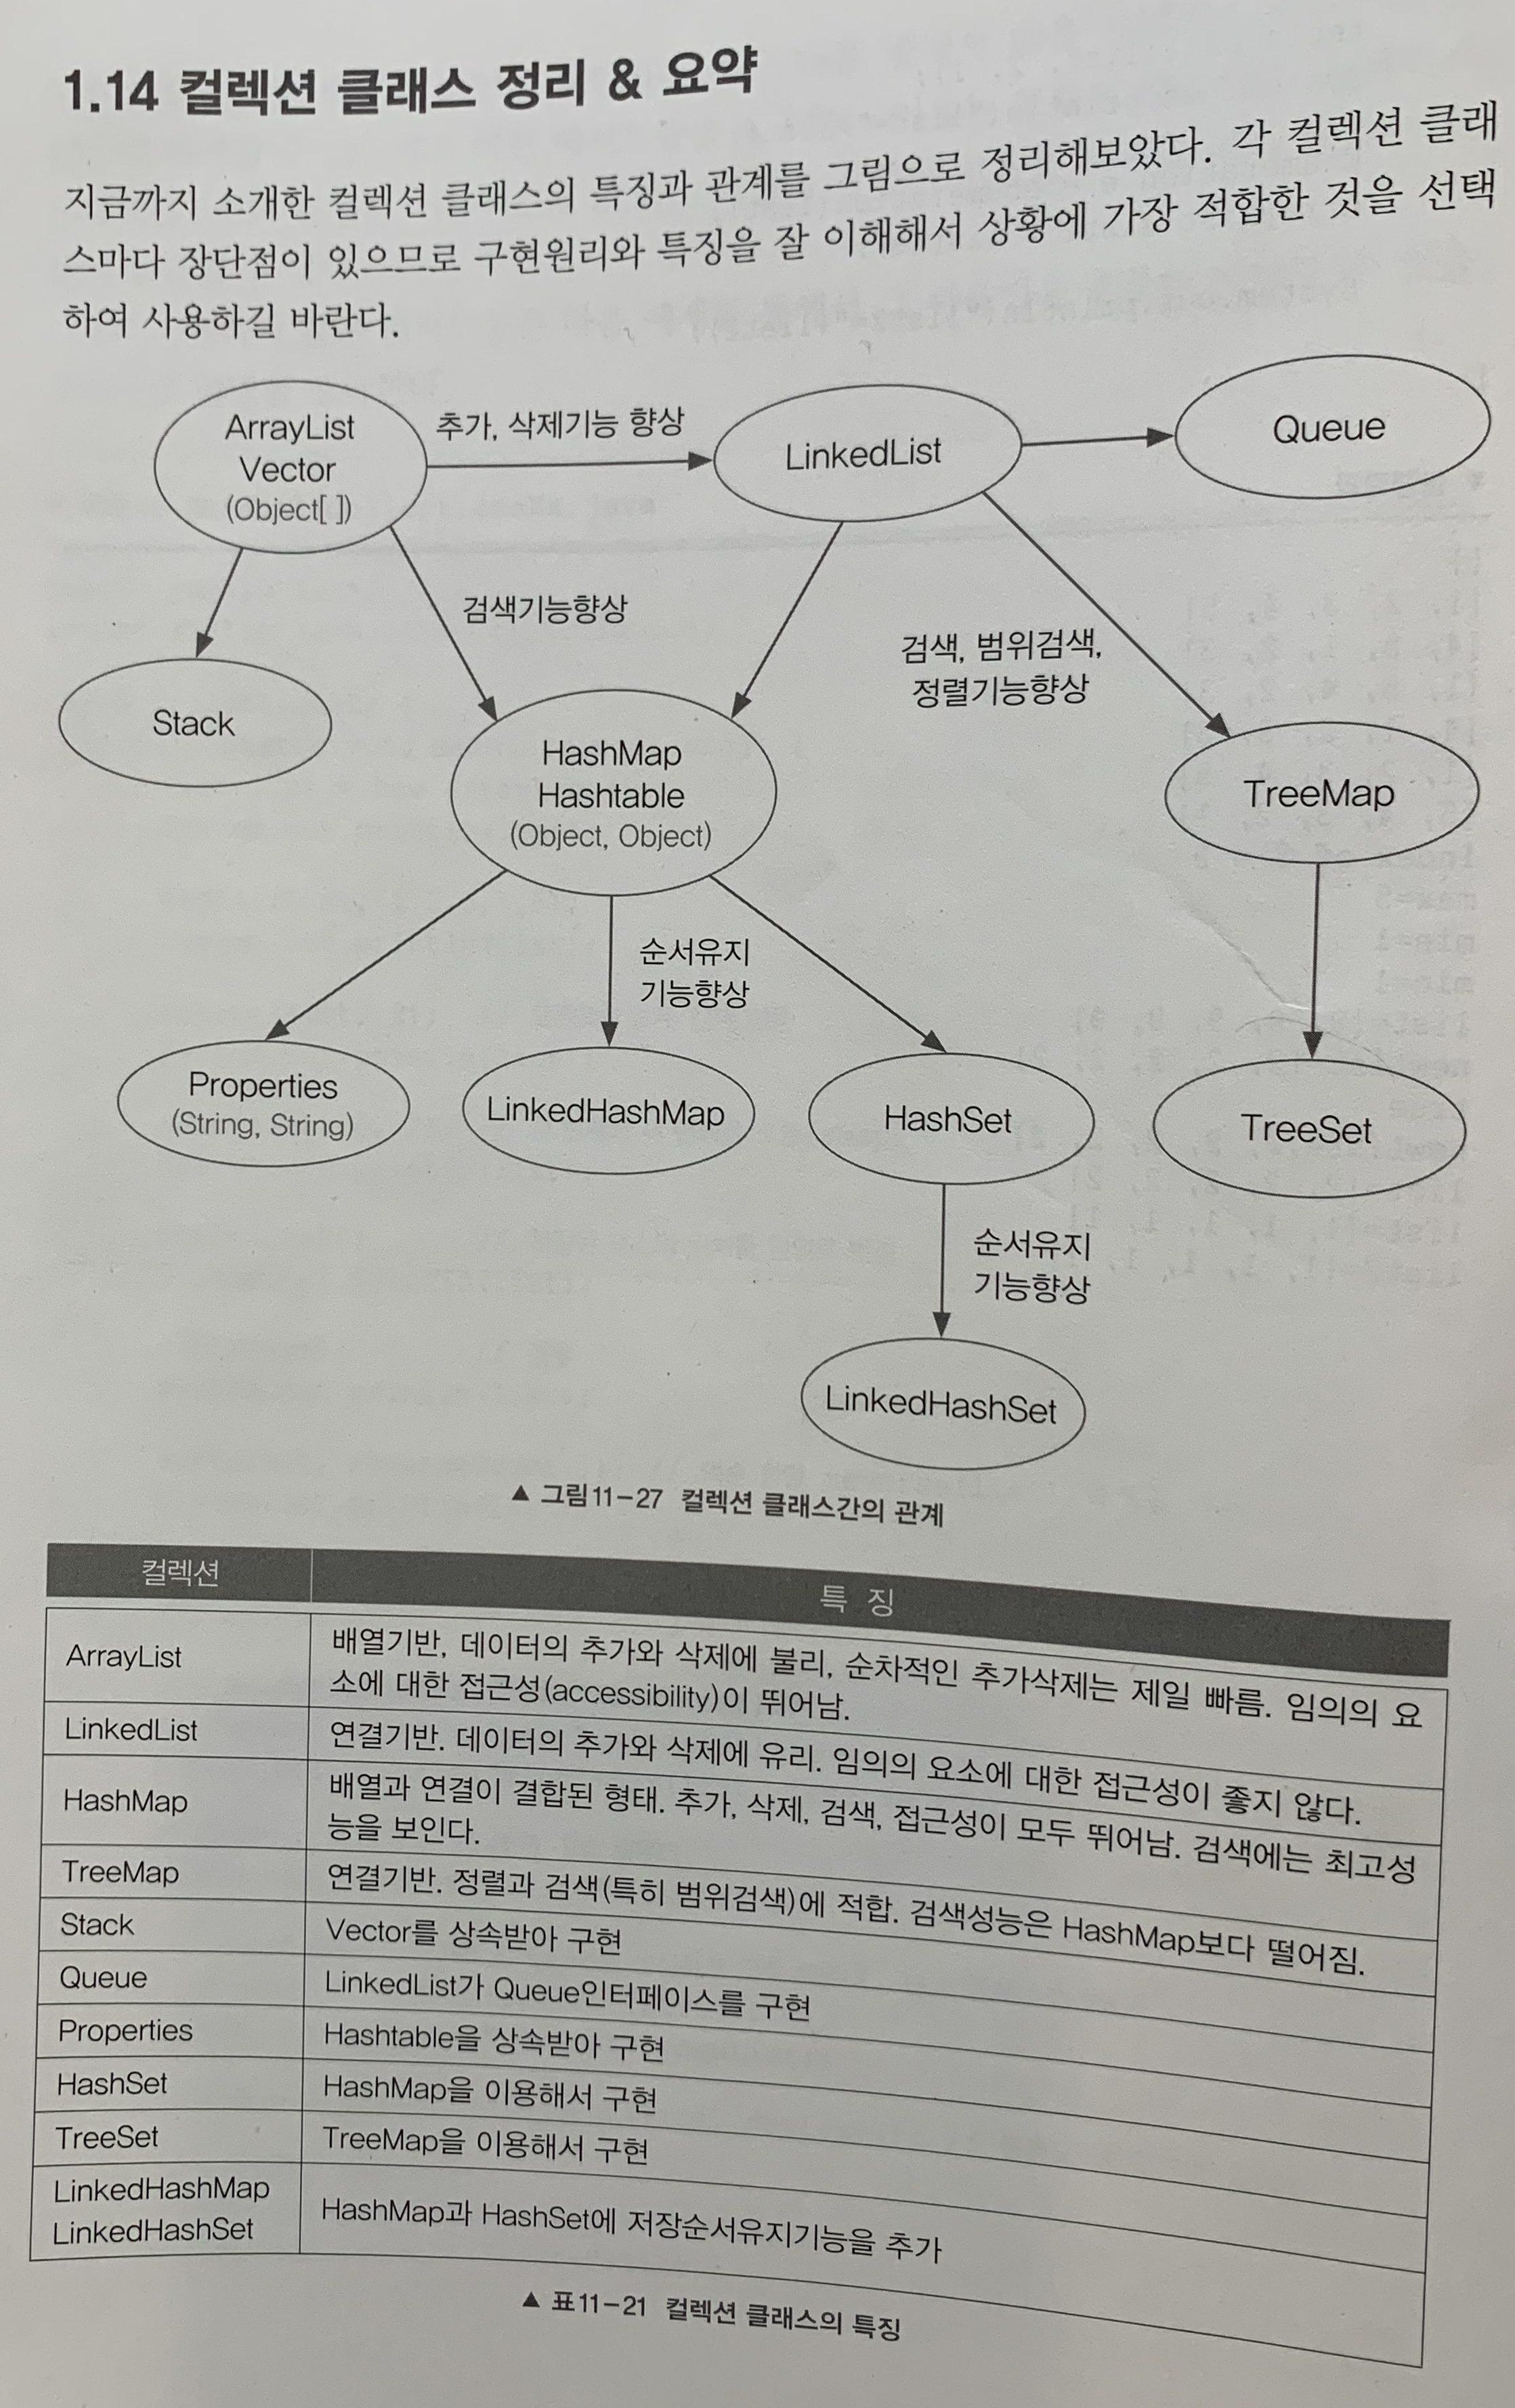 1.14 컬렉션 클래스 정리 & 요약
지금까지 소개한 컬렉션 클래스의 특징과 관계를 그림으로 정리해보았다. 각 컬렉션 클래
스마다 장단점이 있으므로 구현원리와 특징을 잘 이해해서 상황에 가장 적합한 것을 선택
하여 사용하길 바란다.
ArrayList
Vector
(Object[ ])
추가, 삭제기능 향상
LinkedList
Queue
검색기능향상
검색, 범위검색,
정렬기능향상
Stack
HashMap
Hashtable
(Object, Object)
TreeMap
순서유지
기능향상
Properties
(String, String)
LinkedHashMap
HashSet
TreeSet
순서유지
기능향상
LinkedHashSet
▲ 그림11-27 컬렉션 클래스간의 관계
컬렉션
특 징
ArrayList
배열기반, 데이터의 추가와 삭제에 불리, 순차적인 추가삭제는 제일 빠름. 임의의 요
소에 대한 접근성(accessibility)이 뛰어남.
LinkedList
연결기반. 데이터의 추가와 삭제에 유리. 임의의 요소에 대한 접근성이 좋지 않다.
HashMap
배열과 연결이 결합된 형태. 추가, 삭제, 검색, 접근성이 모두 뛰어남. 검색에는 최고성
능을 보인다.
TreeMap
연결기반. 정렬과 검색(특히 범위검색)에 적합. 검색성능은 HashMap보다 떨어짐.
Stack
Vector를 상속받아 구현
Queue
LinkedList가 Queue인터페이스를 구현
Properties
Hashtable을 상속받아 구현
HashSet
HashMap을 이용해서 구현
TreeSet
TreeMap을 이용해서 구현
LinkedHashMap
LinkedHashSet
HashMap과 HashSet에 저장순서유지기능을 추가
▲ 표11-21 컬렉션 클래스의 특징